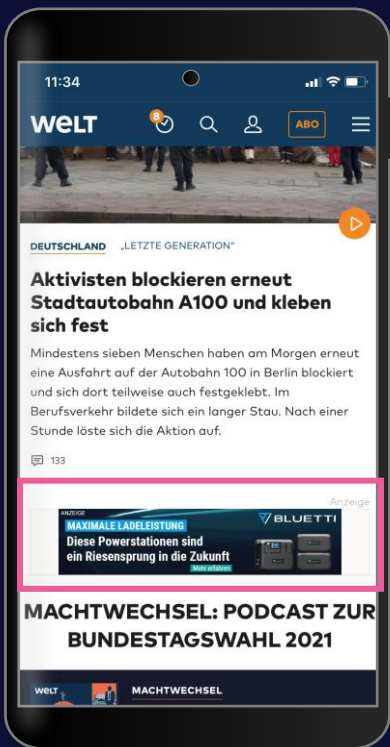 11:34
WELT
8
ABO
DEUTSCHLAND „LETZTE GENERATION"
Aktivisten blockieren erneut
Stadtautobahn A100 und kleben
sich fest
Mindestens sieben Menschen haben am Morgen erneut
eine Ausfahrt auf der Autobahn 100 in Berlin blockiert
und sich dort teilweise auch festgeklebt. Im
Berufsverkehr bildete sich ein langer Stau. Nach einer
Stunde löste sich die Aktion auf.
133
Anzeige
ANZEIGE
MAXIMALE LADELEISTUNG
BLUETTI
Diese Powerstationen sind
ein Riesensprung in die Zukunft
Mehr erfahren
MACHTWECHSEL: PODCAST ZUR
BUNDESTAGSWAHL 2021
WELT
MACHTWECHSEL